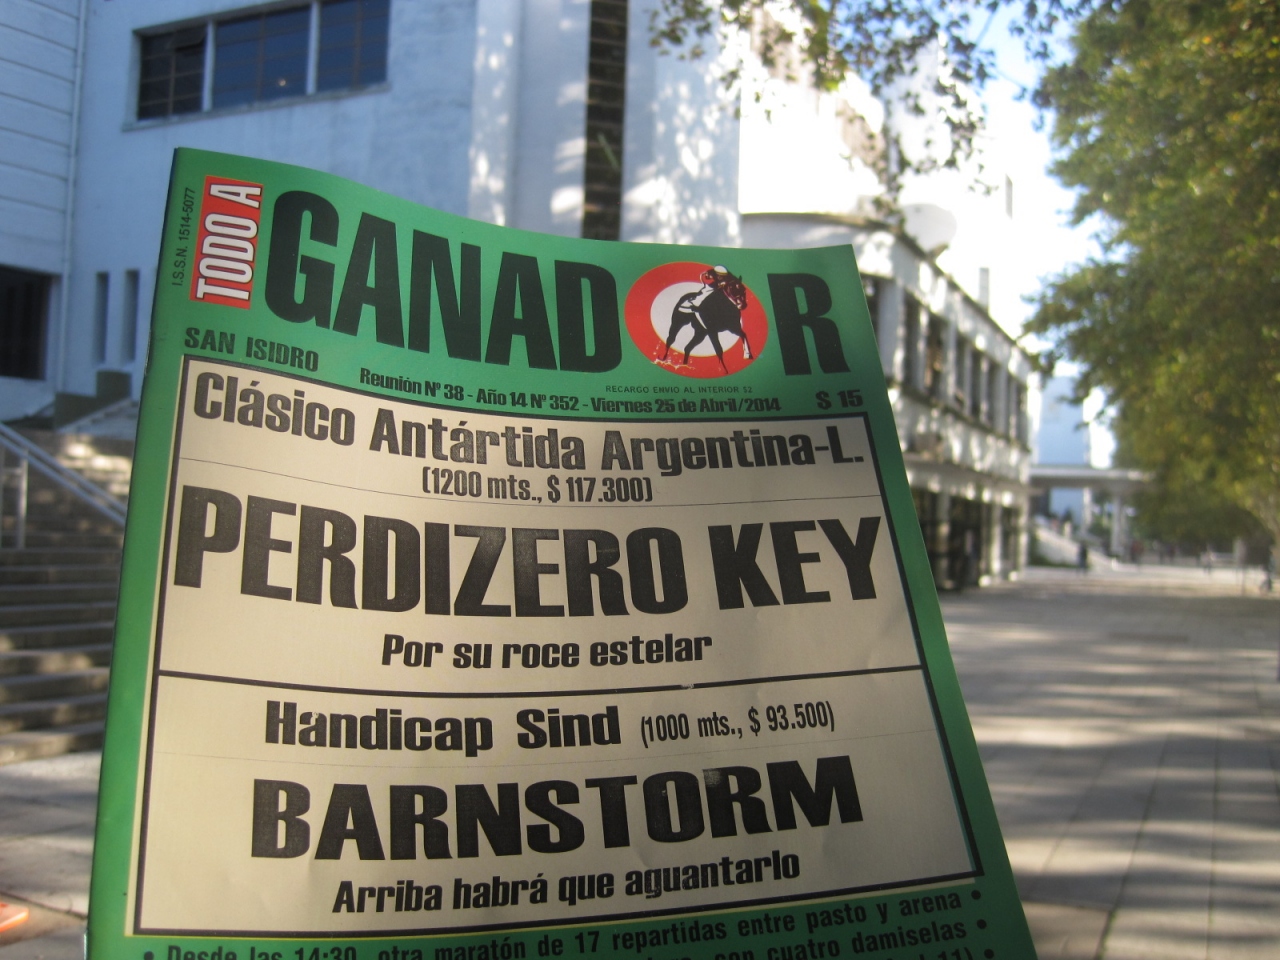 I.S.S.N. 1514-5077
TODO A
GANADOR
SAN ISIDRO
RECARGO ENVIO AL INTERIOR $2
Reunión Nº 38 - Año 14 Nº 352 - Viernes 25 de Abril/2014 $ 15
Clásico Antártida Argentina-L.
(1200 mts., $ 117.300)
PERDIZERO KEY
Por su roce estelar
Handicap Sind (1000 mts., $ 93.500)
BARNSTORM
Arriba habrá que aguantarlo
• Desde las 14:30, otra maratón de 17 repartidas entre pasto y arena •
con cuatro damiselas •